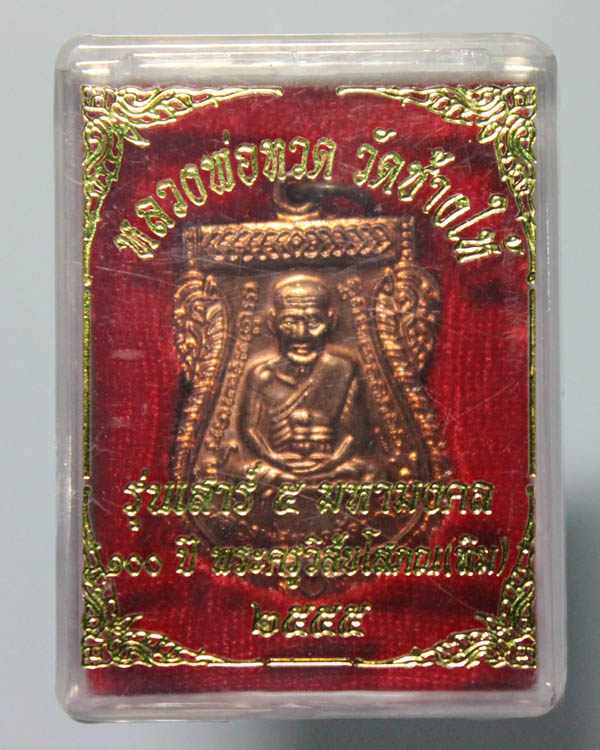 หลวงพ่อทวด วัดช้างให้
รุ่นเสาร์ ๕ มหามงคล
๑๐๐ ปี พระครูวิสัยโสภณ(ทิม)
๒๕๕๕